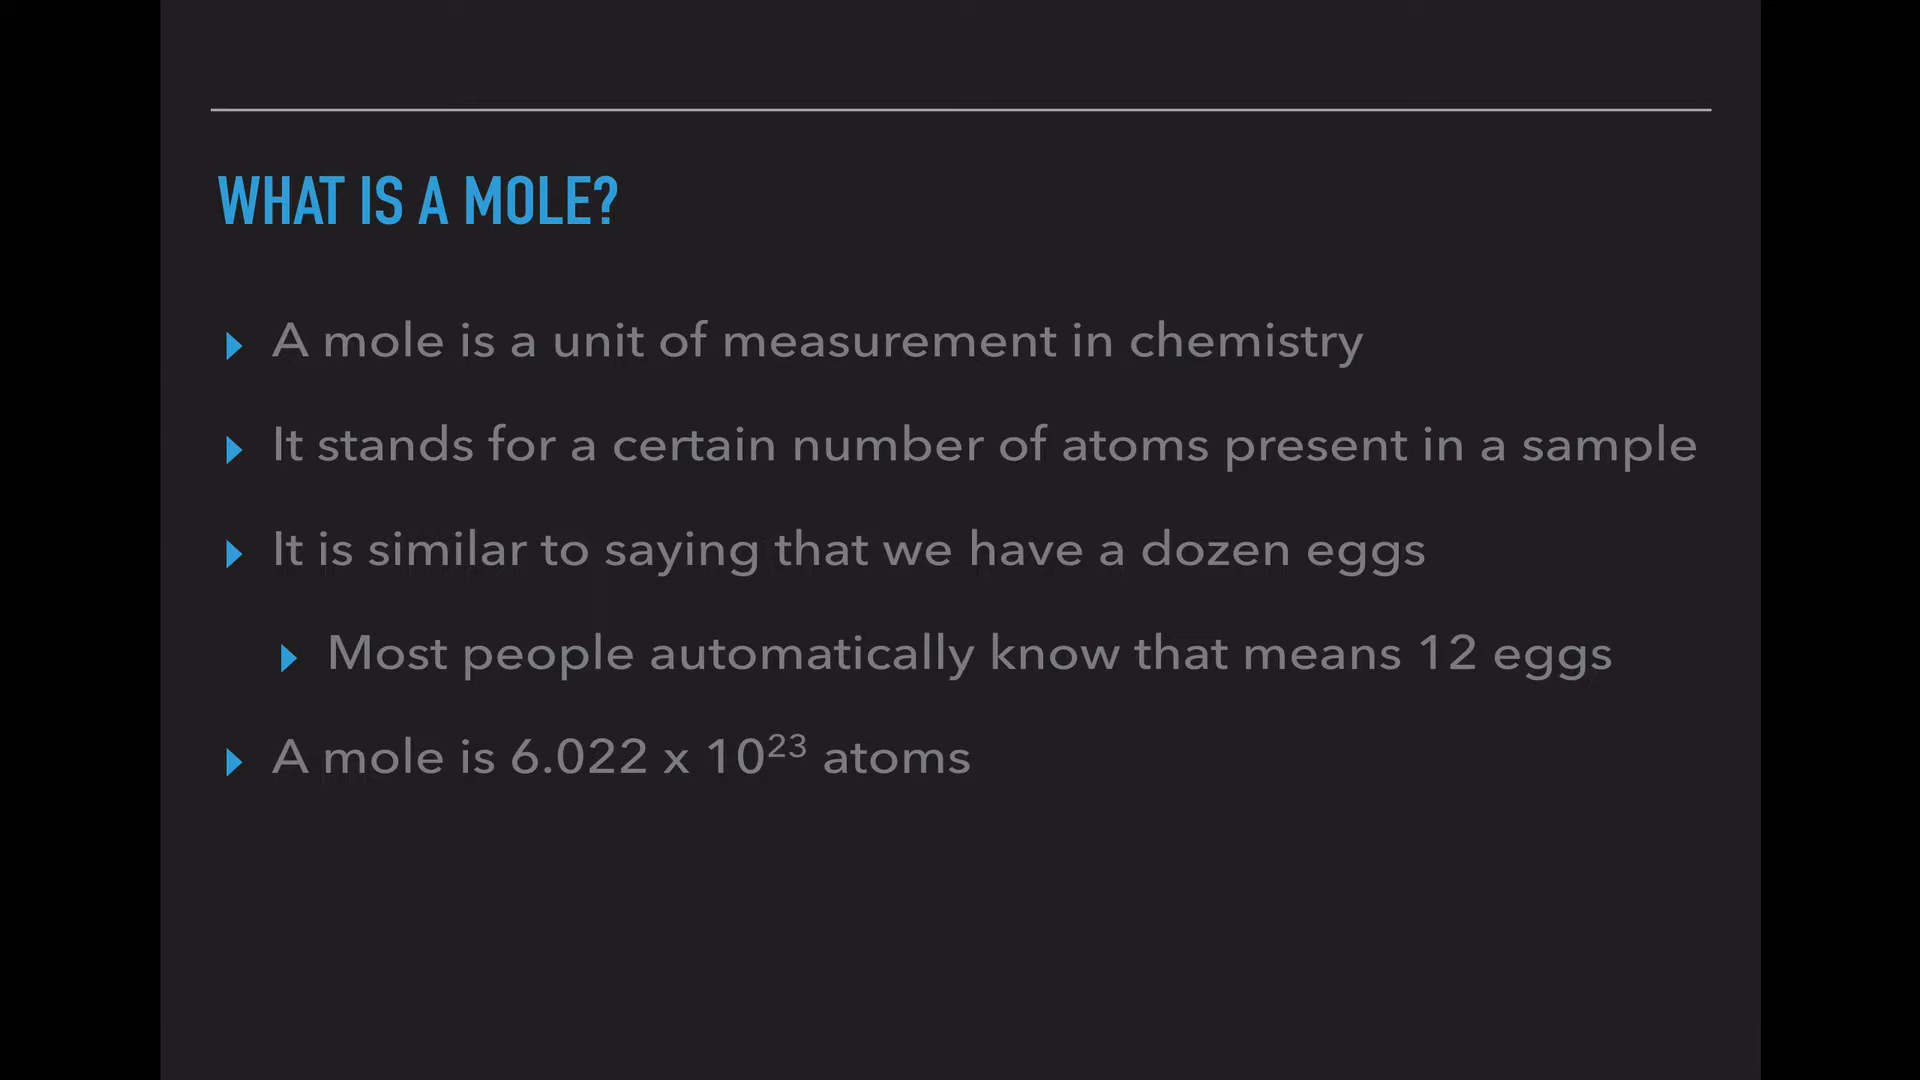 WHAT IS A MOLE?
A mole is a unit of measurement in chemistry
It stands for a certain number of atoms present in a sample
It is similar to saying that we have a dozen eggs
Most people automatically know that means 12 eggs
A mole is 6.022 x 10²³ atoms